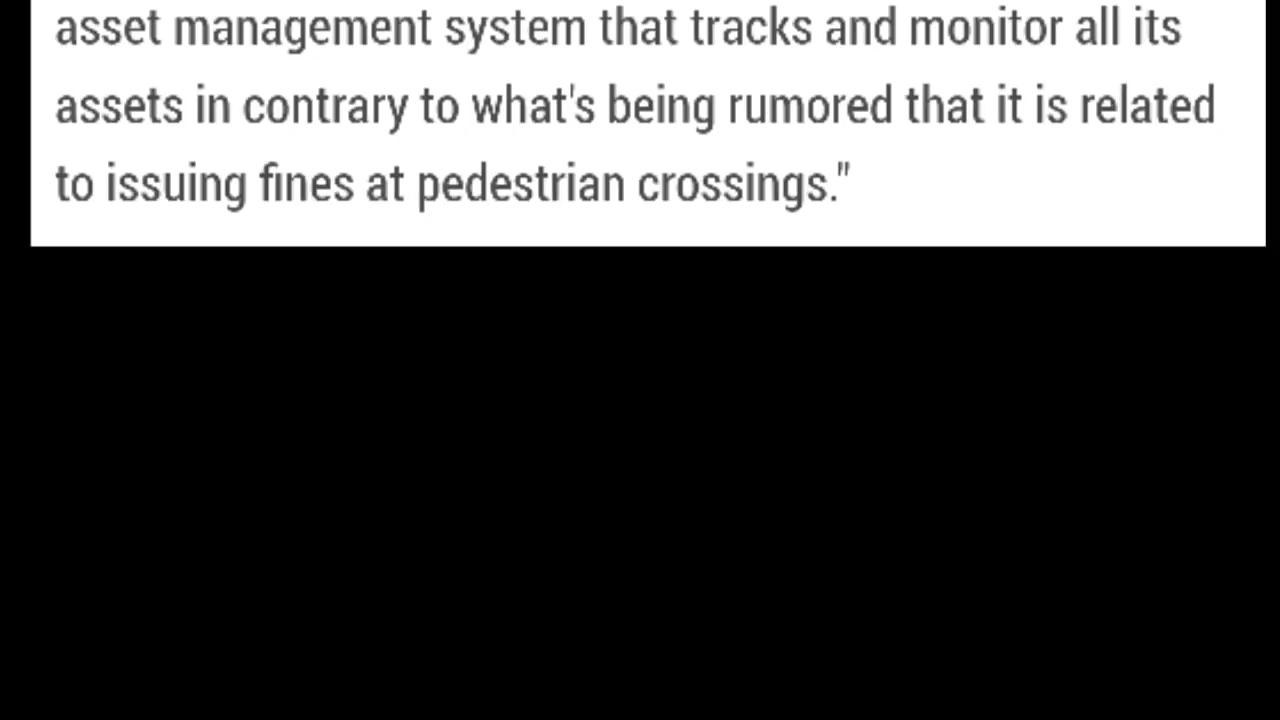 asset management system that tracks and monitor all its
assets in contrary to what's being rumored that it is related
to issuing fines at pedestrian crossings."